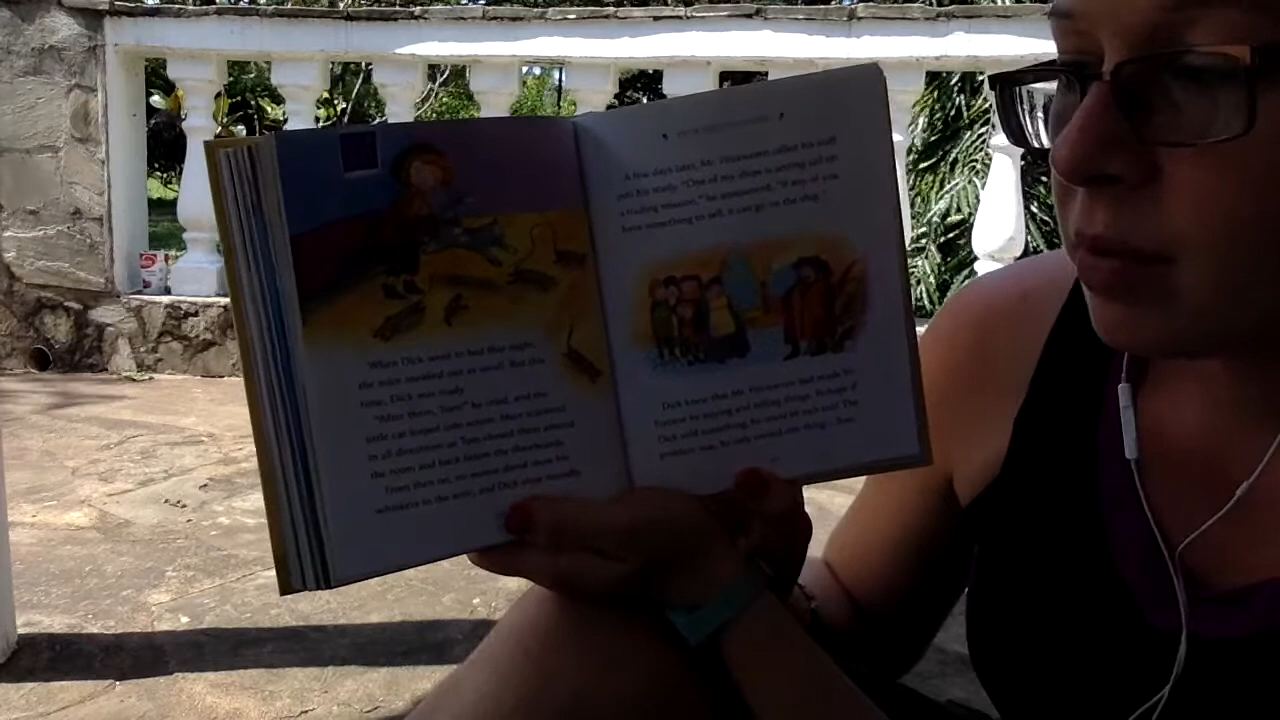 When Dick went to bed that night,
the mice sneaked out as usual. But this
time, Dick was ready.
"After them, Tom!" he cried, and the
little cat leaped into action. Mice scattered
in all directions as Tom chased them around
the room and back below the floorboards.
From then on, no mouse dared show his
whiskers in the attic, and Dick slept soundly
DICK WHITTINGTON
A few days later, Mr. Fitzwarren called his staff
into his study. "One of my ships is setting sail on
a trading mission," he announced. "If any of you
have something to sell, it can go on the ship."
Dick knew that Mr. Fitzwarren had made his
fortune by buying and selling things. Perhaps if
Dick sold something, he could be rich too? The
problem was, he only owned one thing – Tom.